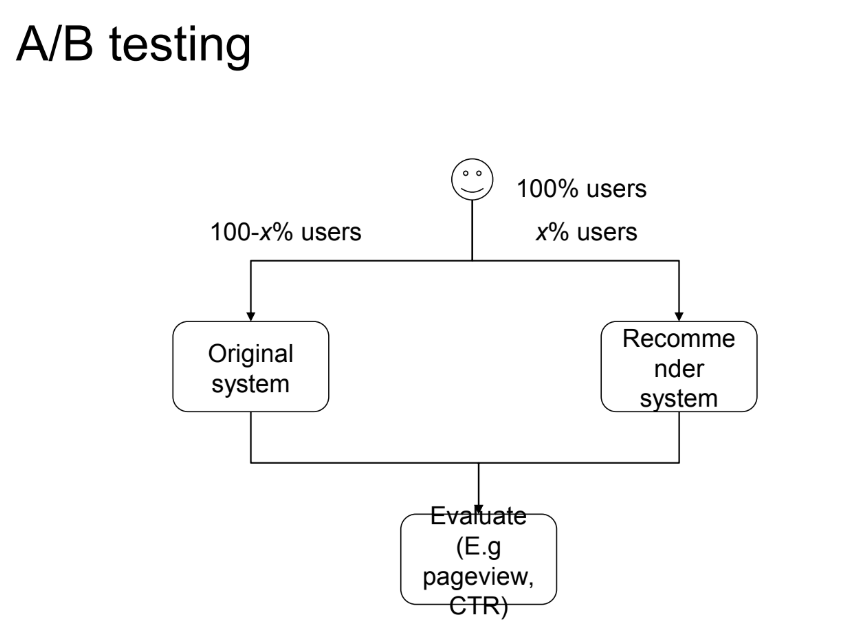 A/B testing
100% users
100-x% users
x% users
Original
system
Recomme
nder
system
Evaluate
(E.g
pageview,
CTR)